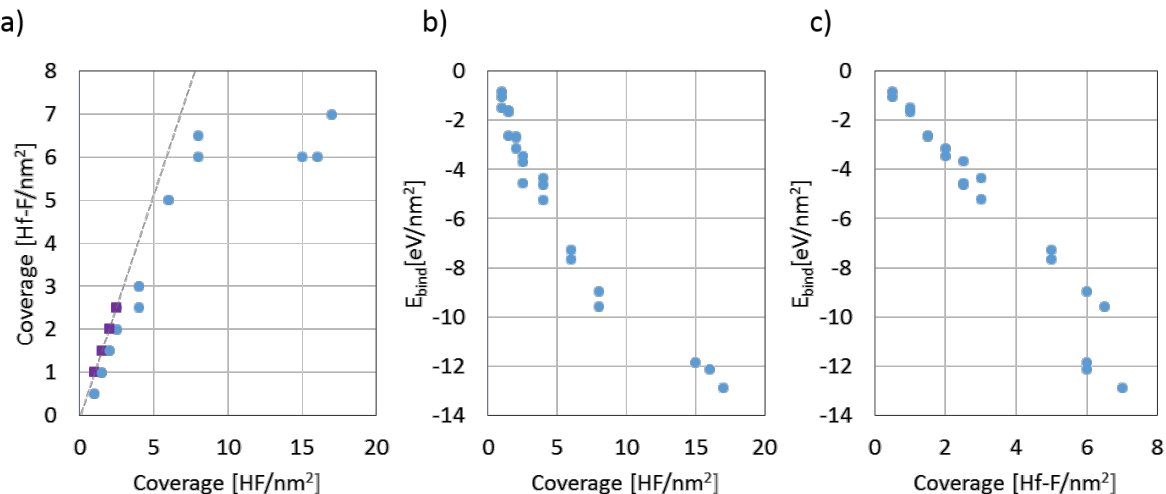 a)
Coverage [Hf-F/nm²]
8
7
6
5
4
3
2
1
0
0 5 10 15 20
Coverage [HF/nm²]
b)
E_bind[eV/nm²]
0
-2
-4
-6
-8
-10
-12
-14
0 5 10 15 20
Coverage [HF/nm²]
c)
E_bind[eV/nm²]
0
-2
-4
-6
-8
-10
-12
-14
0 2 4 6 8
Coverage [Hf-F/nm²]